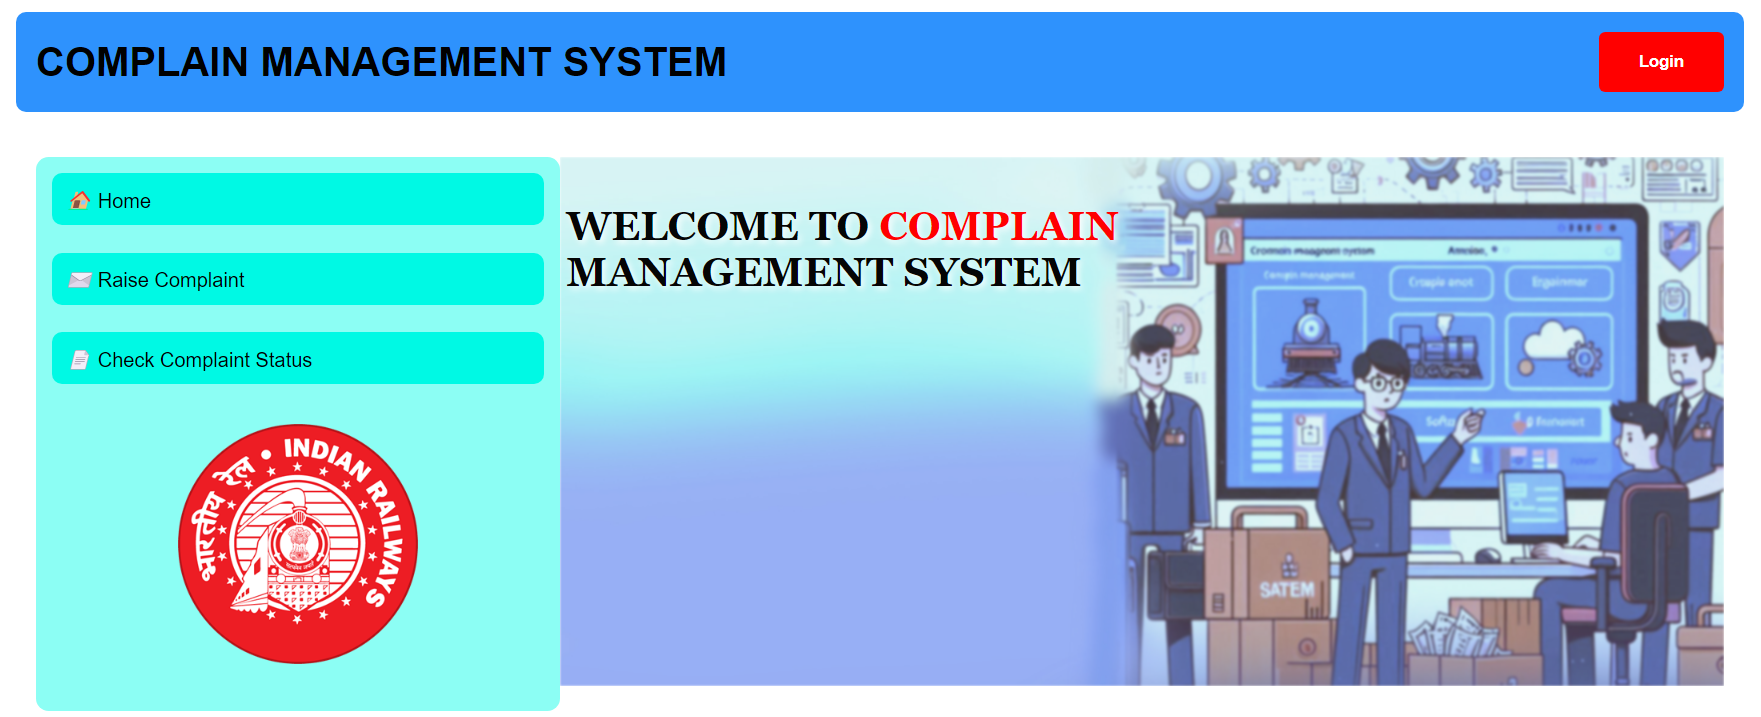 COMPLAIN MANAGEMENT SYSTEM
Login
🏠 Home
✉️ Raise Complaint
📄 Check Complaint Status
भारतीय रेल • INDIAN RAILWAYS
WELCOME TO COMPLAIN
MANAGEMENT SYSTEM
SATEM